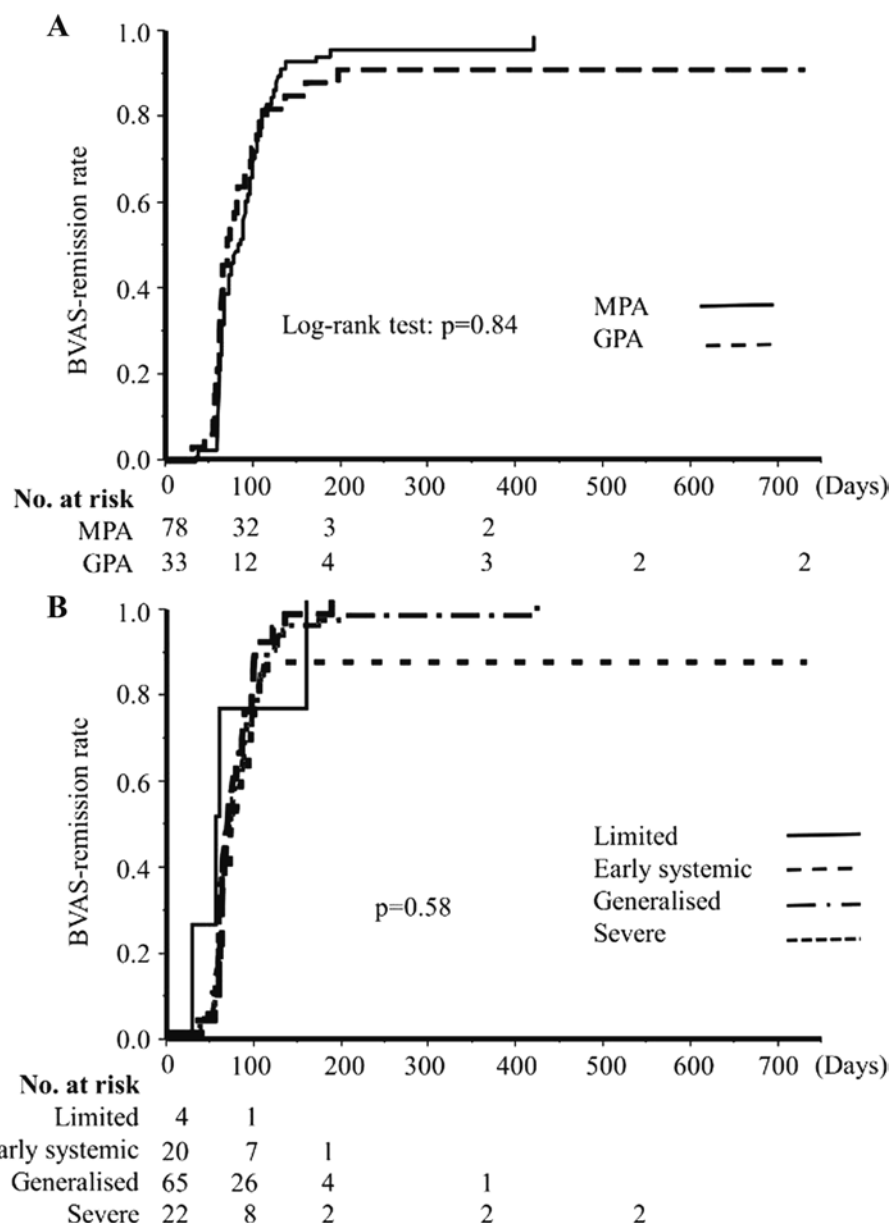 A
1.0
0.8
0.6
0.4
0.2
0.0
BVAS-remission rate
Log-rank test: p=0.84
MPA
GPA
0 100 200 300 400 500 600 700 (Days)
No. at risk
MPA 78 32 3 2
GPA 33 12 4 3 2 2
B
1.0
0.8
0.6
0.4
0.2
0.0
BVAS-remission rate
p=0.58
Limited
Early systemic
Generalised
Severe
0 100 200 300 400 500 600 700 (Days)
No. at risk
Limited 4 1
arly systemic 20 7 1
Generalised 65 26 4 1
Severe 22 8 2 2 2